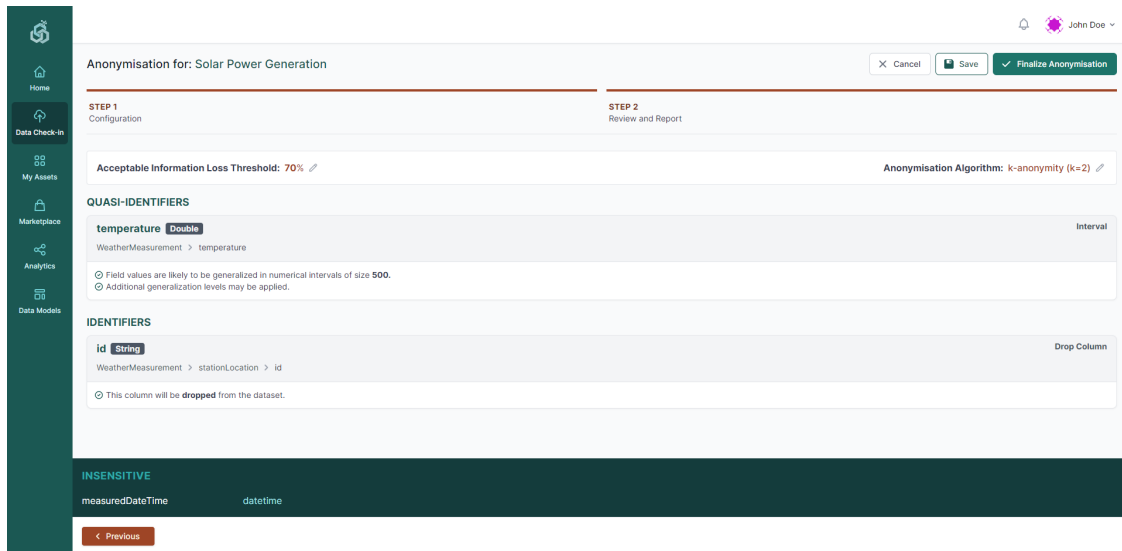 John Doe
Home
Data Check-in
My Assets
Marketplace
Analytics
Data Models
Anonymisation for: Solar Power Generation
Cancel
Save
Finalize Anonymisation
STEP 1
Configuration
STEP 2
Review and Report
Acceptable Information Loss Threshold: 70%
Anonymisation Algorithm: k-anonymity (k=2)
QUASI-IDENTIFIERS
temperature Double
Interval
WeatherMeasurement > temperature
Field values are likely to be generalized in numerical intervals of size 500.
Additional generalization levels may be applied.
IDENTIFIERS
id String
Drop Column
WeatherMeasurement > stationLocation > id
This column will be dropped from the dataset.
INSENSITIVE
measuredDateTime datetime
Previous